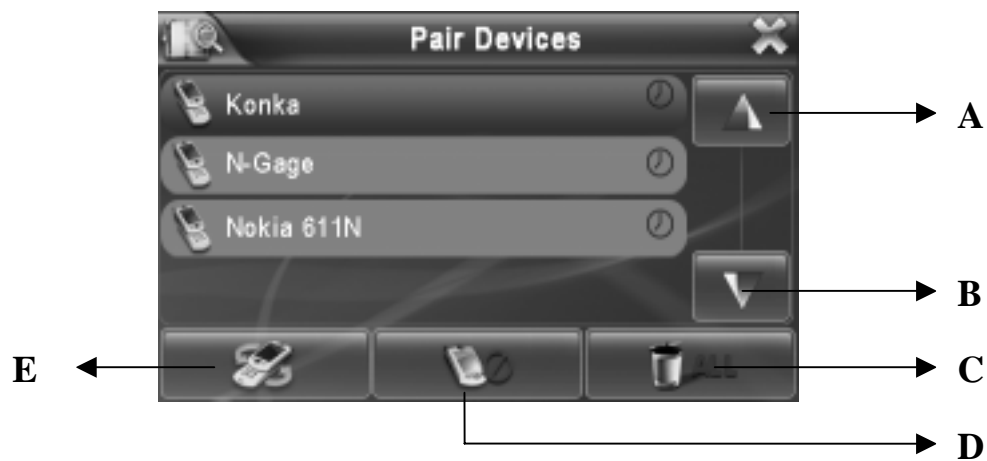 Pair Devices
Konka
A
N-Gage
Nokia 611N
B
E
ALL
C
D